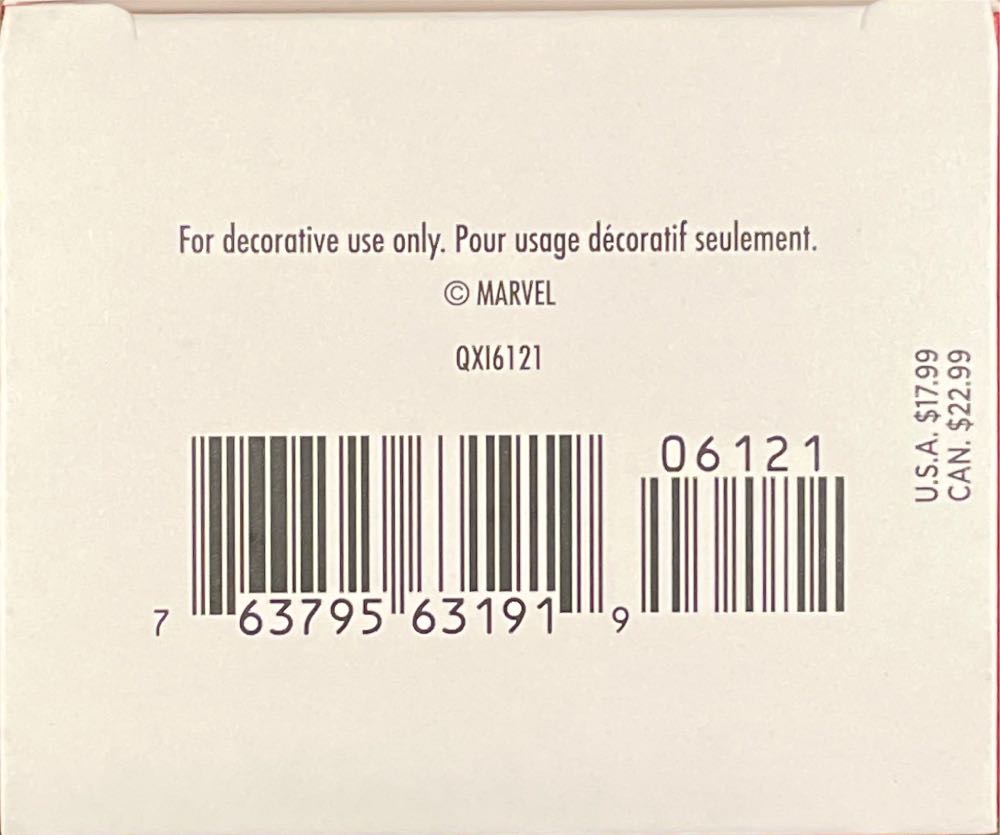 For decorative use only. Pour usage décoratif seulement.
© MARVEL
QXI6121
7 63795 63191 9
06121
U.S.A. $17.99
CAN. $22.99